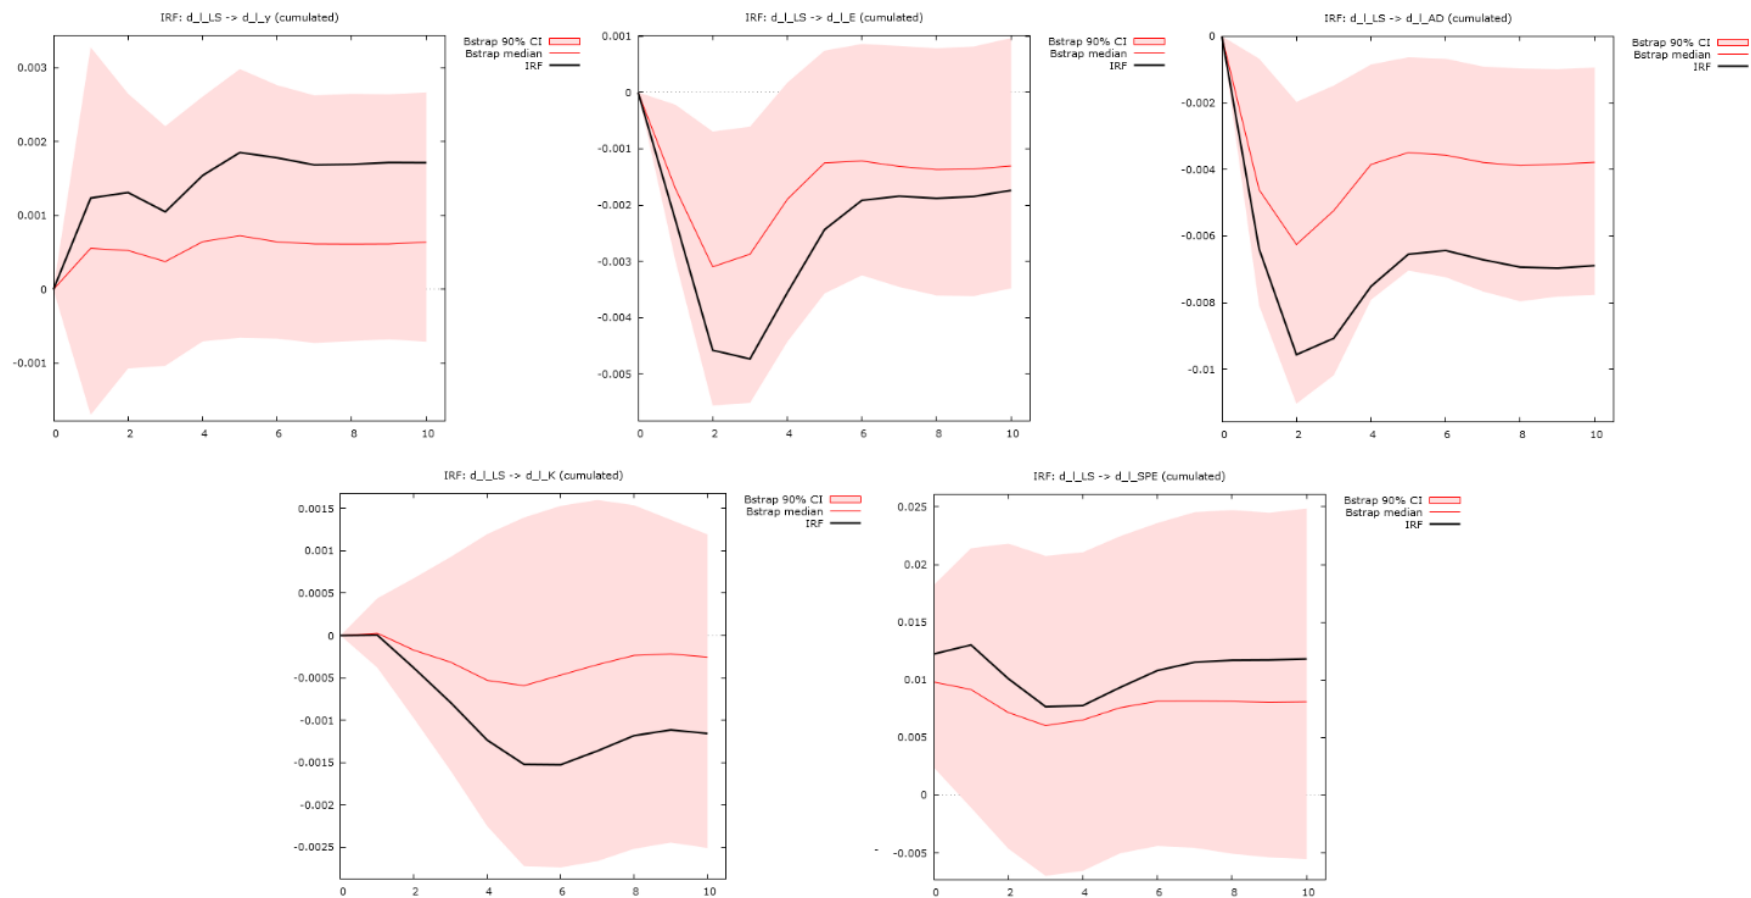 IRF: d_l_LS -> d_l_y (cumulated)
Bstrap 90% CI
Bstrap median
IRF
0.003
0.002
0.001
0
-0.001
0 2 4 6 8 10
IRF: d_l_LS -> d_l_E (cumulated)
Bstrap 90% CI
Bstrap median
IRF
0.001
0
-0.001
-0.002
-0.003
-0.004
-0.005
0 2 4 6 8 10
IRF: d_l_LS -> d_l_AD (cumulated)
Bstrap 90% CI
Bstrap median
IRF
0
-0.002
-0.004
-0.006
-0.008
-0.01
0 2 4 6 8 10
IRF: d_l_LS -> d_l_K (cumulated)
Bstrap 90% CI
Bstrap median
IRF
0.0015
0.001
0.0005
0
-0.0005
-0.001
-0.0015
-0.002
-0.0025
0 2 4 6 8 10
IRF: d_l_LS -> d_l_SPE (cumulated)
Bstrap 90% CI
Bstrap median
IRF
0.025
0.02
0.015
0.01
0.005
0
-0.005
0 2 4 6 8 10